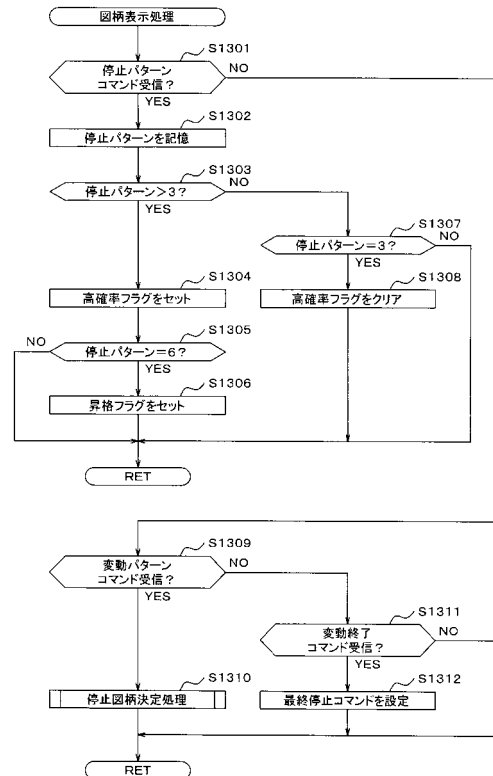 図柄表示処理
S1301
停止パターン
コマンド受信?
NO
YES
S1302
停止パターンを記憶
S1303
停止パターン>3?
NO
YES
S1307
停止パターン=3?
NO
YES
S1304
高確率フラグをセット
S1308
高確率フラグをクリア
S1305
NO
停止パターン=6?
YES
S1306
昇格フラグをセット
RET
S1309
変動パターン
コマンド受信?
NO
YES
S1311
変動終了
コマンド受信?
NO
YES
S1310
停止図柄決定処理
S1312
最終停止コマンドを設定
RET